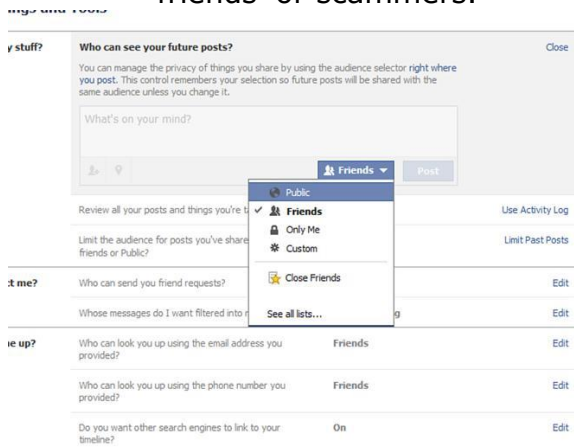 friends or scammers.
y stuff?
Who can see your future posts?
Close
You can manage the privacy of things you share by using the audience selector right where
you post. This control remembers your selection so future posts will be shared with the
same audience unless you change it.
What's on your mind?
Friends
Post
Public
Friends
Only Me
Custom
Close Friends
See all lists...
Review all your posts and things you're
Use Activity Log
Limit the audience for posts you've share
friends or Public?
Limit Past Posts
ct me?
Who can send you friend requests?
Edit
Whose messages do I want filtered into
Edit
e up?
Who can look you up using the email address you
provided?
Friends
Edit
Who can look you up using the phone number you
provided?
Friends
Edit
Do you want other search engines to link to your
timeline?
On
Edit